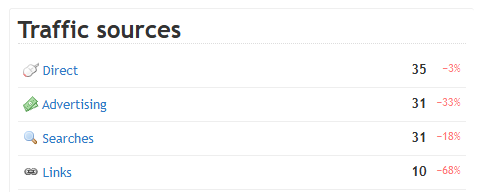 Traffic sources
Direct 35 -3%
Advertising 31 -33%
Searches 31 -18%
Links 10 -68%